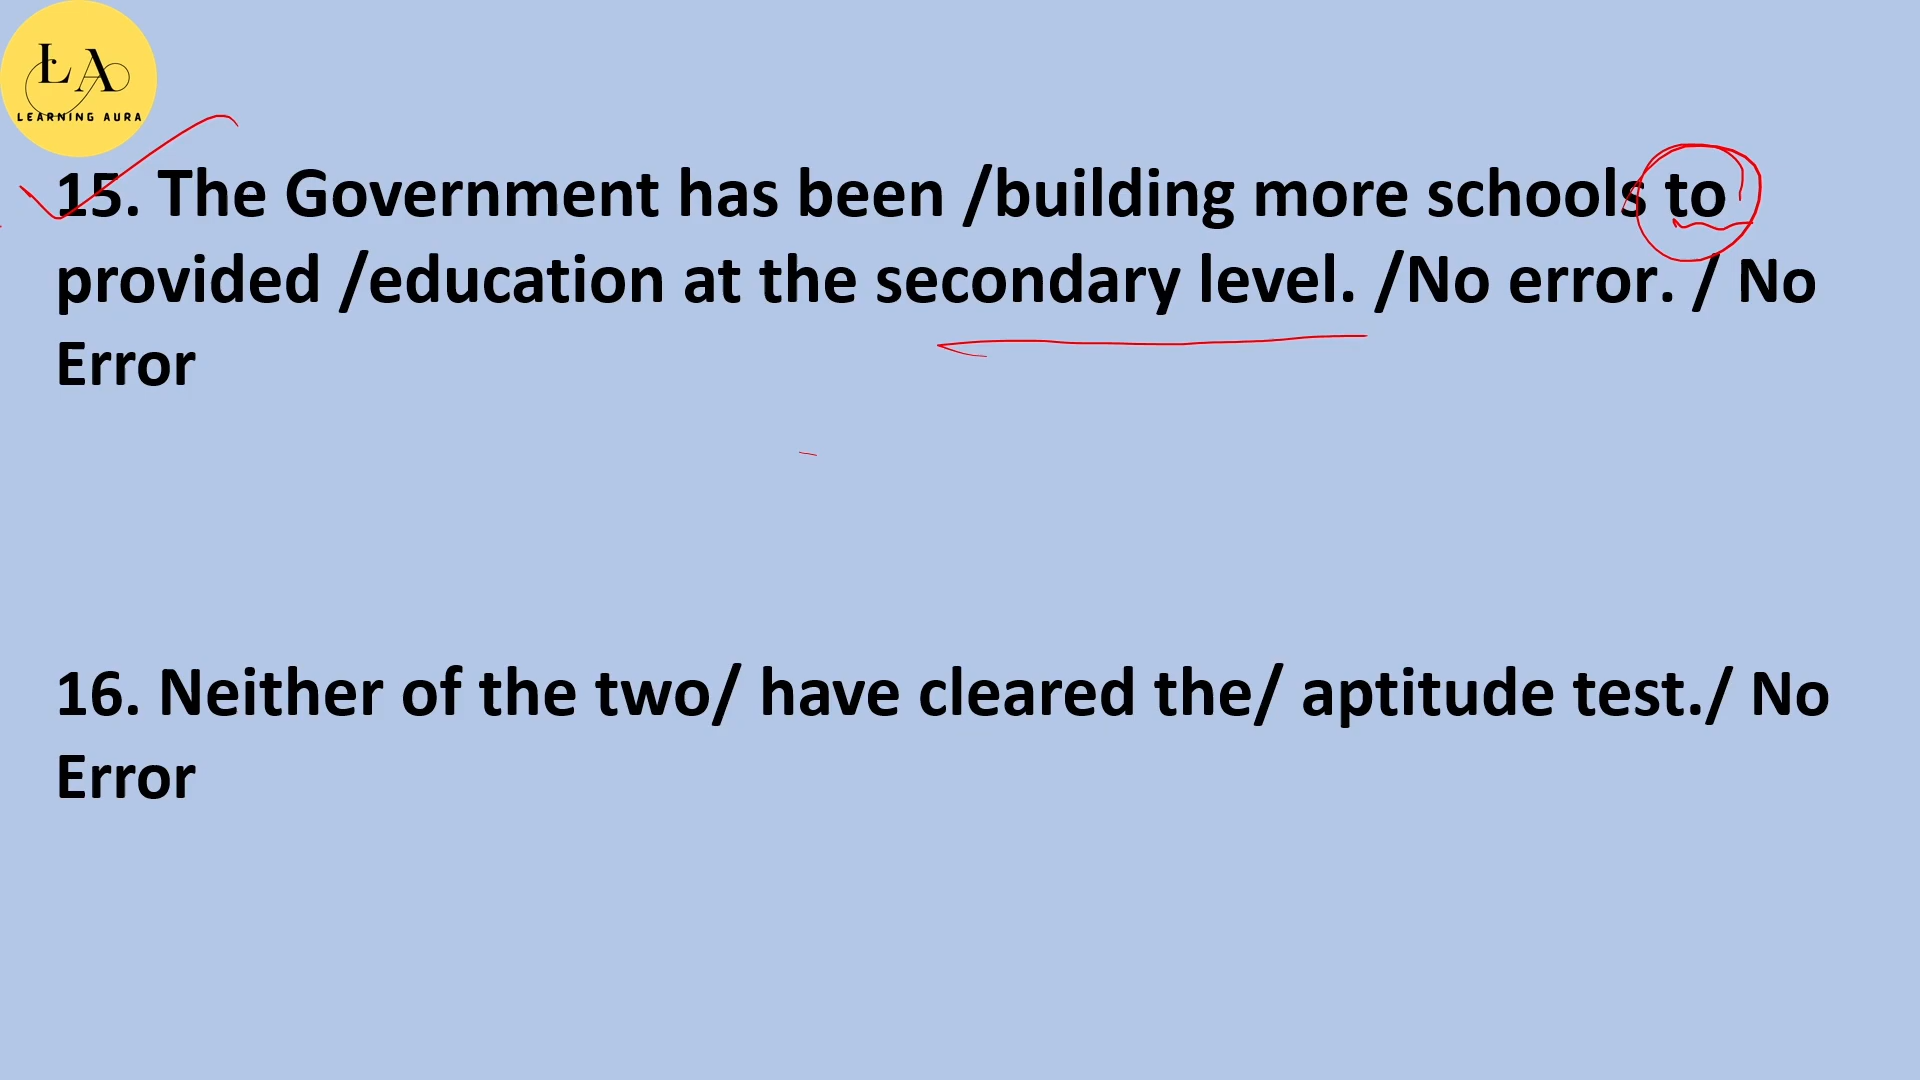 LA
LEARNING AURA
15. The Government has been /building more schools to
provided /education at the secondary level. /No error. / No
Error
16. Neither of the two/ have cleared the/ aptitude test./ No
Error